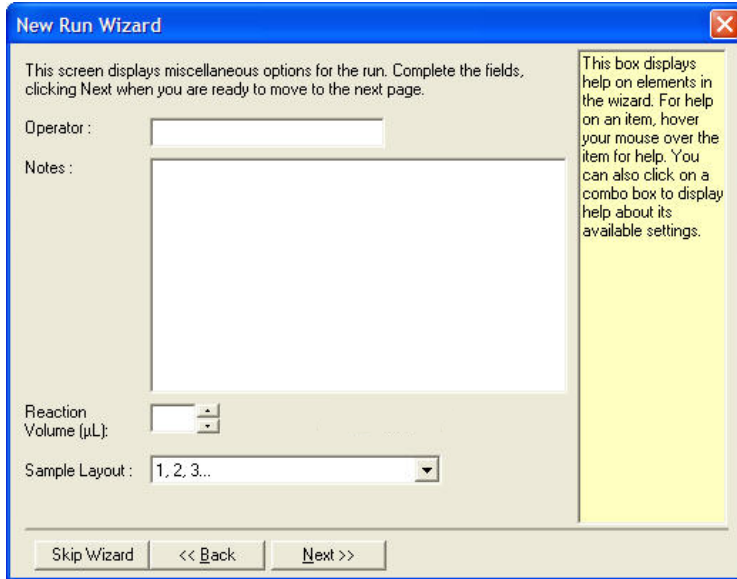 New Run Wizard
This screen displays miscellaneous options for the run. Complete the fields,
clicking Next when you are ready to move to the next page.
Operator :
Notes :
Reaction
Volume (µL):
Sample Layout : 1, 2, 3...
This box displays
help on elements in
the wizard. For help
on an item, hover
your mouse over the
item for help. You
can also click on a
combo box to display
help about its
available settings.
Skip Wizard << Back Next >>